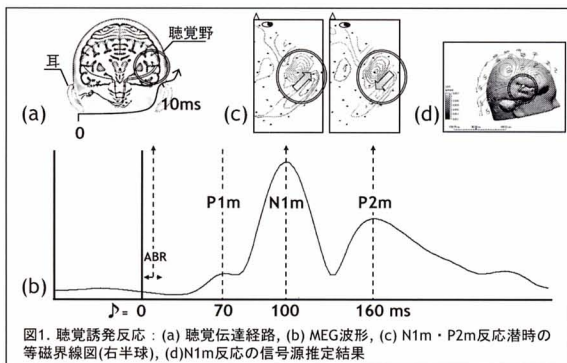 聴覚野
耳
10ms
(a)
0
(c)
(d)
P1m
N1m
P2m
ABR
(b)
♪= 0
70
100
160 ms
図1. 聴覚誘発反応 : (a) 聴覚伝達経路, (b) MEG波形, (c) N1m・P2m反応潜時の
等磁界線図(右半球), (d)N1m反応の信号源推定結果